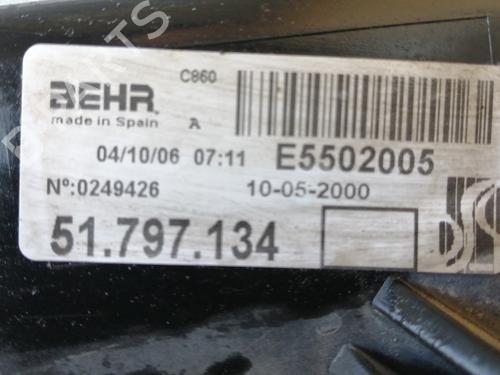 C860
BEHR
made in Spain
A
04/10/06 07:11 E5502005
Nº:0249426 10-05-2000
51.797.134
PARTS